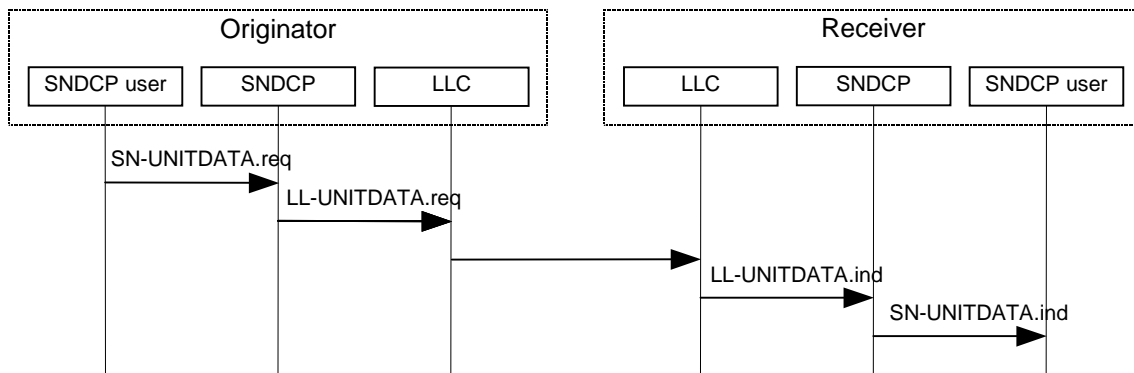 Originator
Receiver
SNDCP user
SNDCP
LLC
LLC
SNDCP
SNDCP user
SN-UNITDATA.req
LL-UNITDATA.req
LL-UNITDATA.ind
SN-UNITDATA.ind